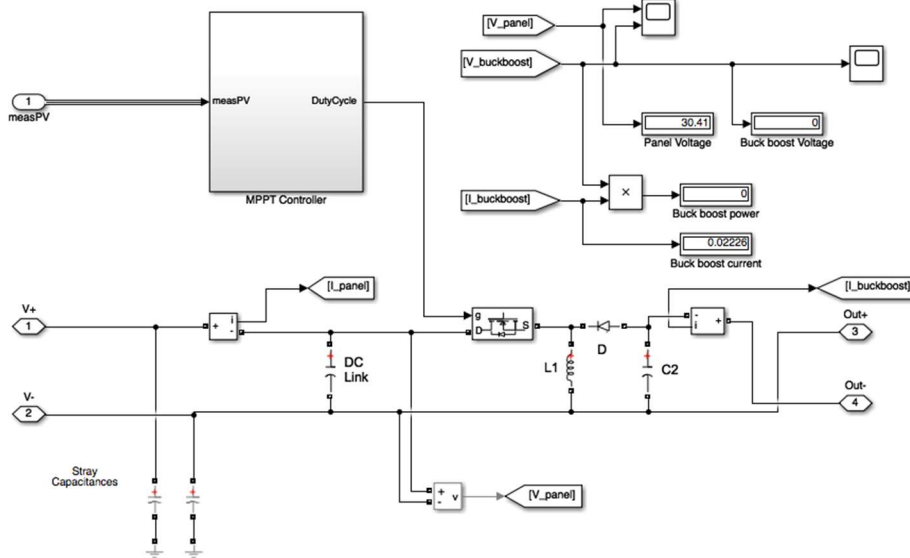 [V_panel]
[V_buckboost]
1
measPV
measPV
DutyCycle
MPPT Controller
30.41
Panel Voltage
0
Buck boost Voltage
[I_buckboost]
×
0
Buck boost power
0.02226
Buck boost current
[I_panel]
[I_buckboost]
V+
1
+
i
-
g
D
S
DC
Link
L1
D
C2
-
i
+
Out+
3
V-
2
Out-
4
Stray
Capacitances
+
-
v
[V_panel]